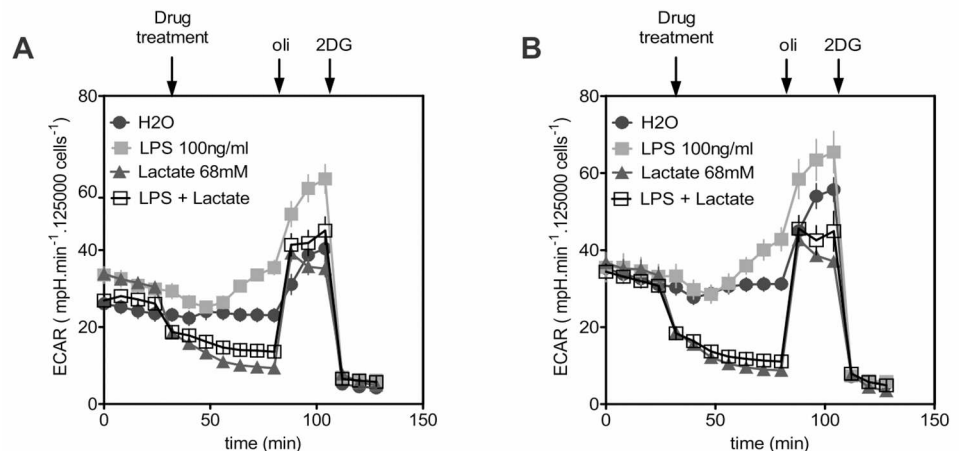 A
Drug
treatment
oli
2DG
80
60
40
20
0
ECAR ( mpH.min⁻¹.125000 cells⁻¹)
H2O
LPS 100ng/ml
Lactate 68mM
LPS + Lactate
0
50
100
150
time (min)
B
Drug
treatment
oli
2DG
80
60
40
20
0
ECAR ( mpH.min⁻¹.125000 cells⁻¹)
H2O
LPS 100ng/ml
Lactate 68mM
LPS + Lactate
0
50
100
150
time (min)